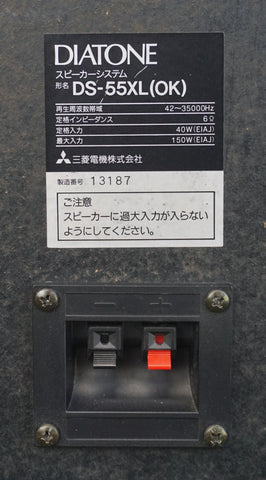 DIATONE
スピーカーシステム
形名 DS-55XL(OK)
再生周波数帯域 42〜35000Hz
定格インピーダンス 6Ω
定格入力 40W(EIAJ)
最大入力 150W(EIAJ)
三菱電機株式会社
製造番号 13187
ご注意
スピーカーに過大入力が入らない
ようにしてください。
− +